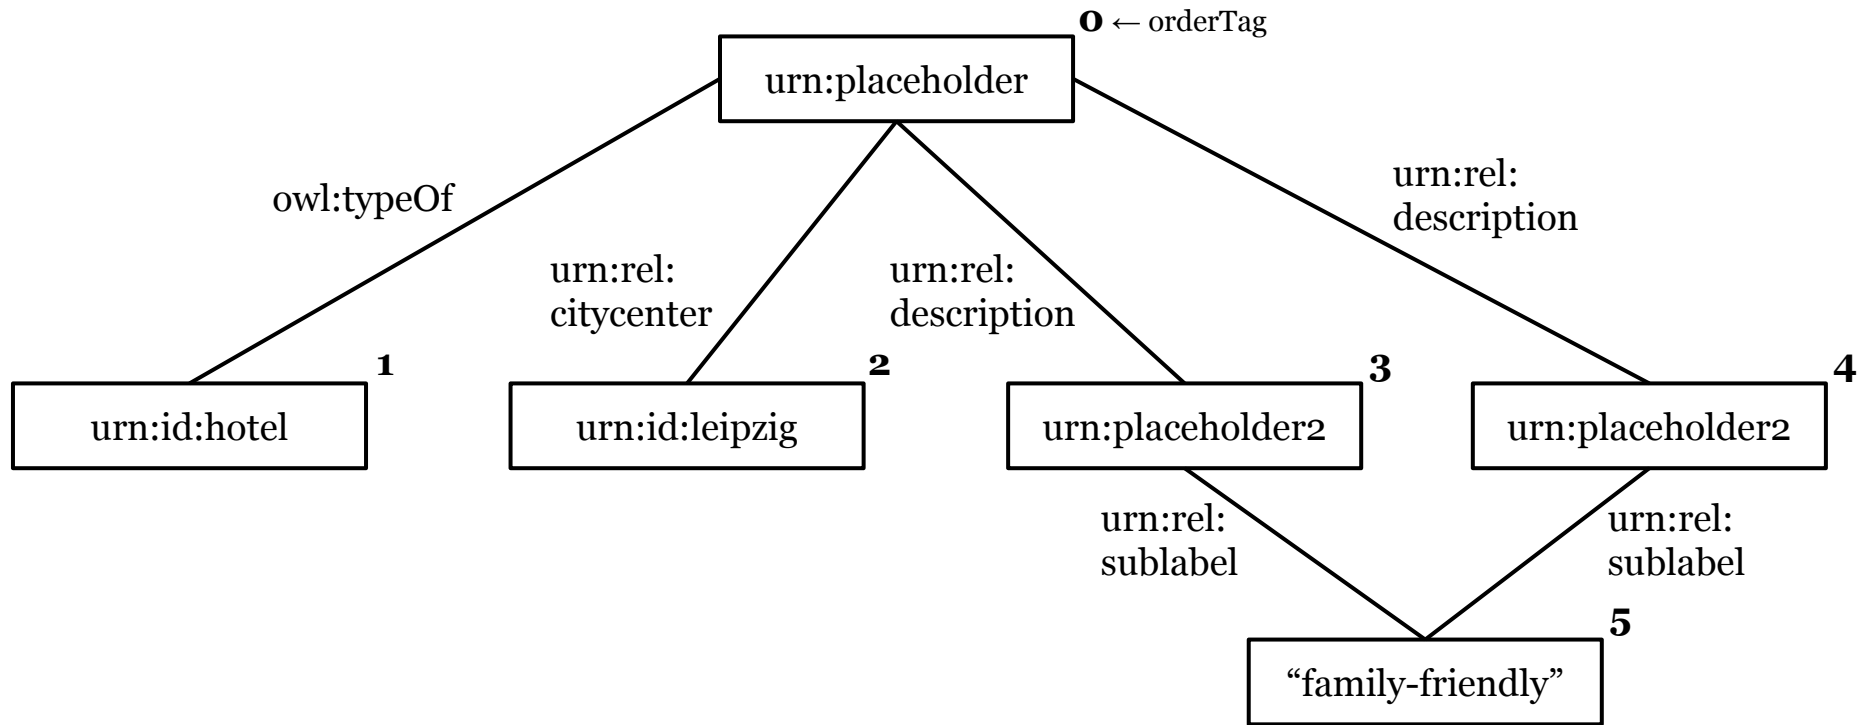 0 ← orderTag
urn:placeholder
owl:typeOf
urn:rel:
citycenter
urn:rel:
description
urn:rel:
description
1
urn:id:hotel
2
urn:id:leipzig
3
urn:placeholder2
4
urn:placeholder2
urn:rel:
sublabel
urn:rel:
sublabel
5
“family-friendly”